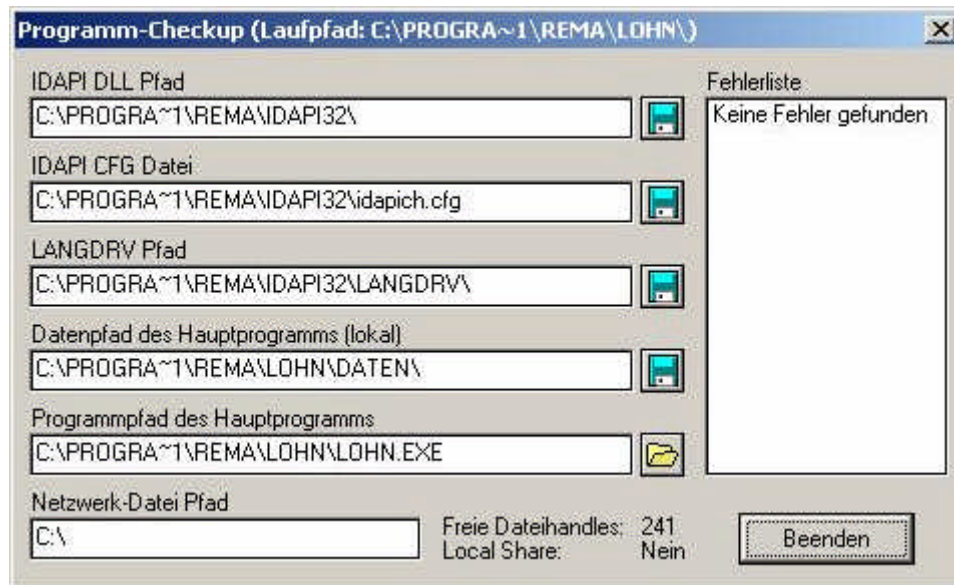 Programm-Checkup (Laufpfad: C:\PROGRA~1\REMA\LOHN\)
IDAPI DLL Pfad
C:\PROGRA~1\REMA\IDAPI32\
IDAPI CFG Datei
C:\PROGRA~1\REMA\IDAPI32\idapich.cfg
LANGDRV Pfad
C:\PROGRA~1\REMA\IDAPI32\LANGDRV\
Datenpfad des Hauptprogramms (lokal)
C:\PROGRA~1\REMA\LOHN\DATEN\
Programmpfad des Hauptprogramms
C:\PROGRA~1\REMA\LOHN\LOHN.EXE
Netzwerk-Datei Pfad
C:\
Freie Dateihandles: 241
Local Share: Nein
Fehlerliste
Keine Fehler gefunden
Beenden